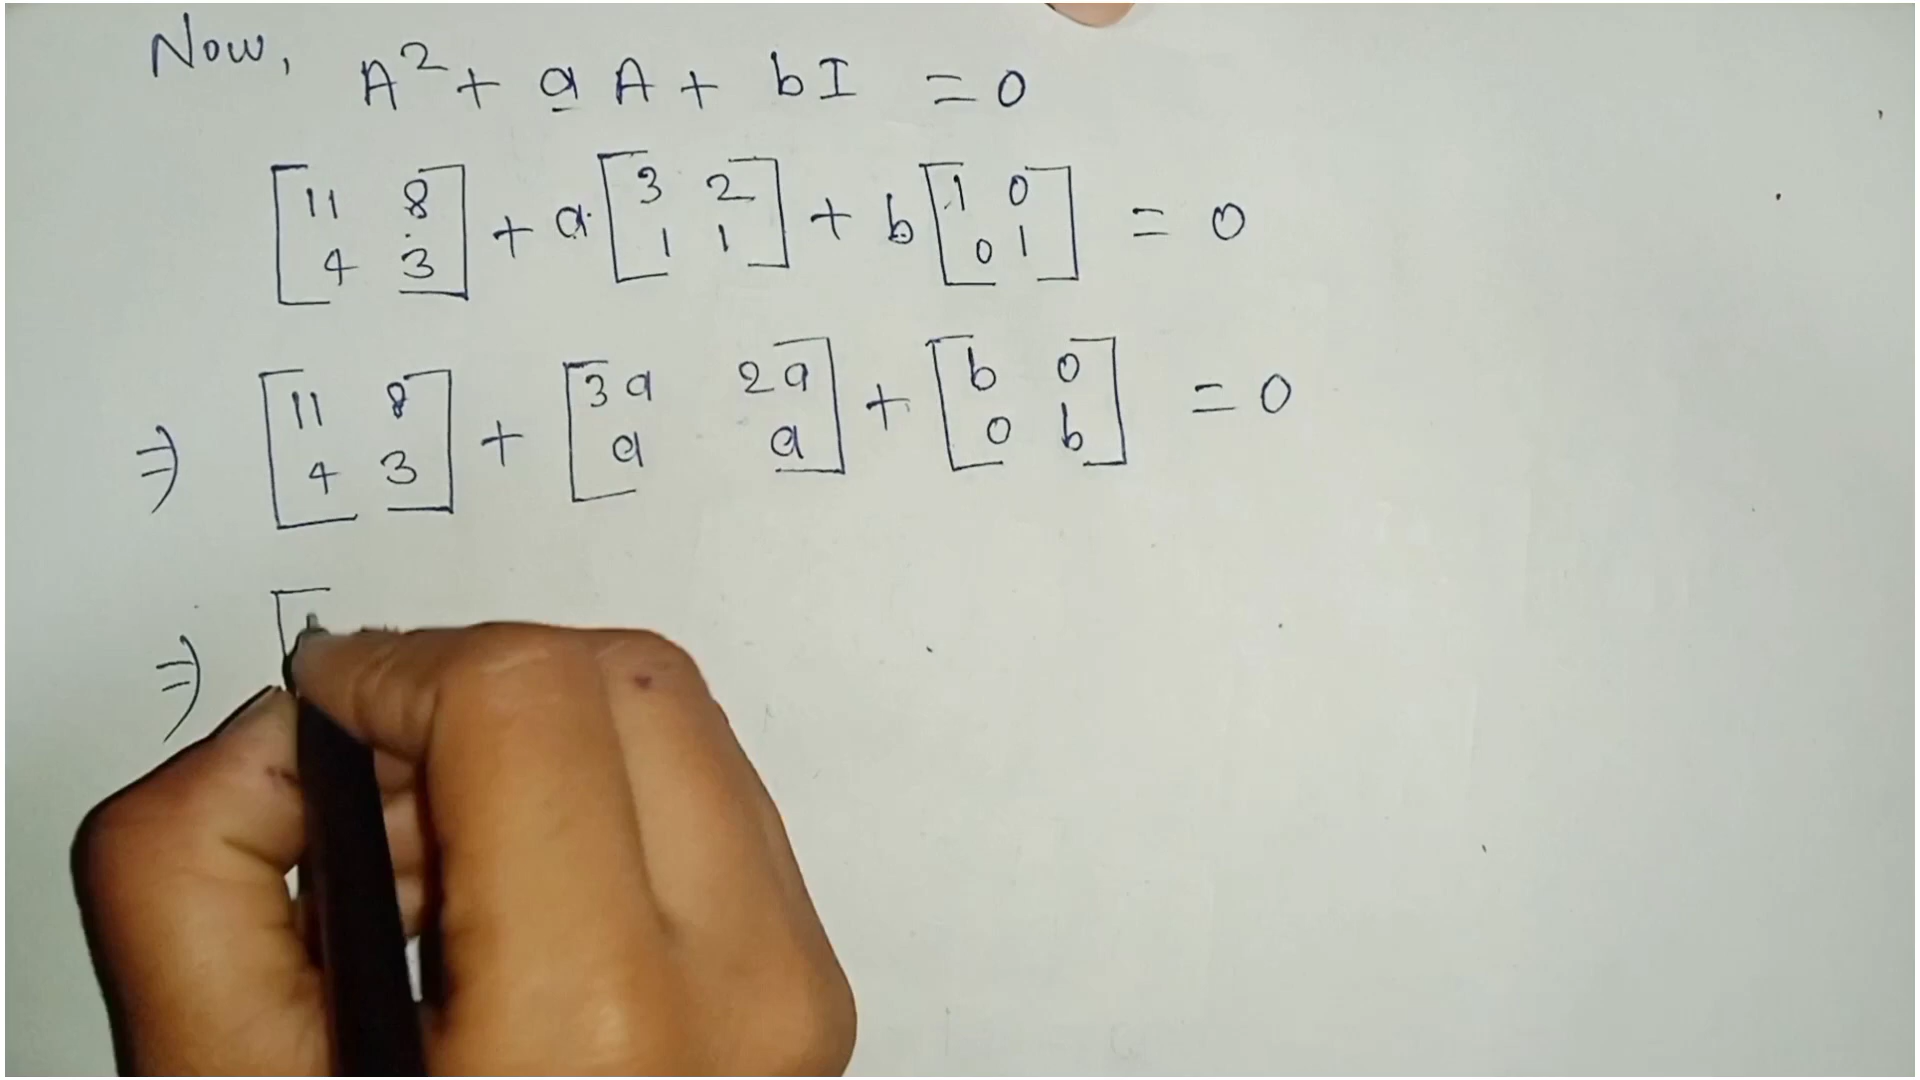 Now,
A² + a A + bI = 0
[11 8 4 3] + a [3 2 1 1] + b [1 0 0 1] = 0
⇒ [11 8 4 3] + [3a 2a a a] + [b 0 0 b] = 0
⇒ [